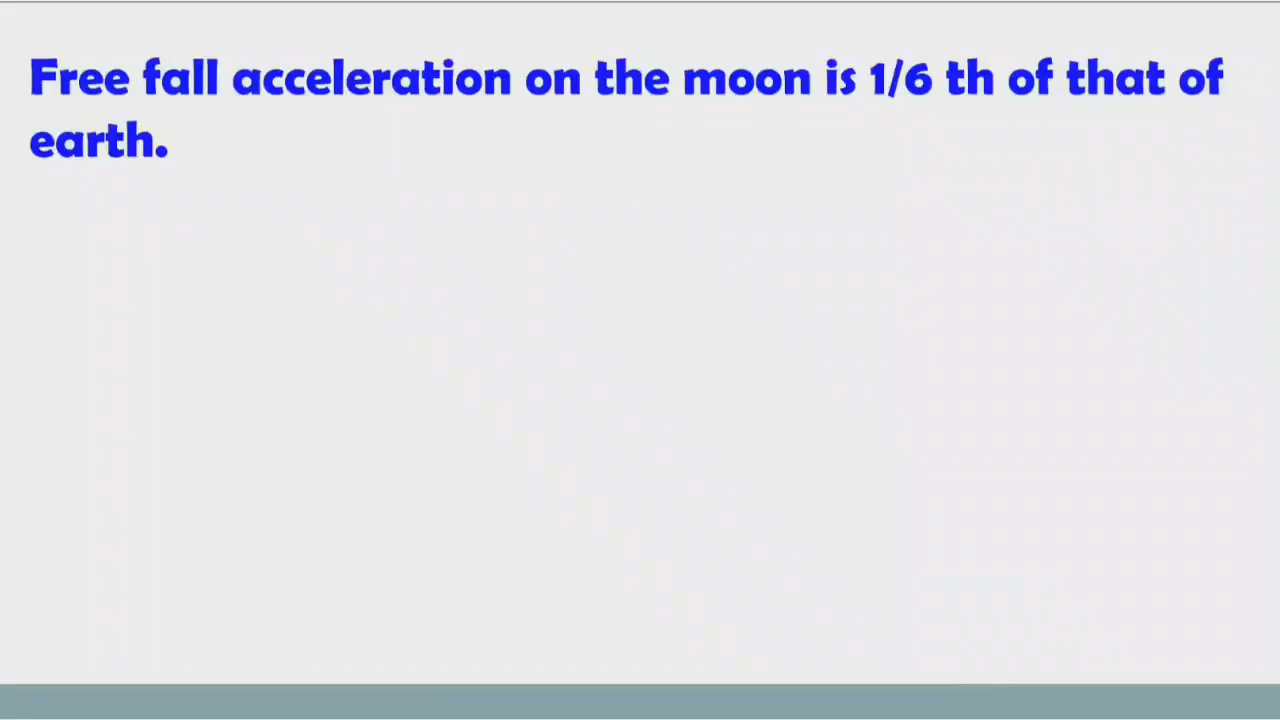 Free fall acceleration on the moon is 1/6 th of that of
earth.